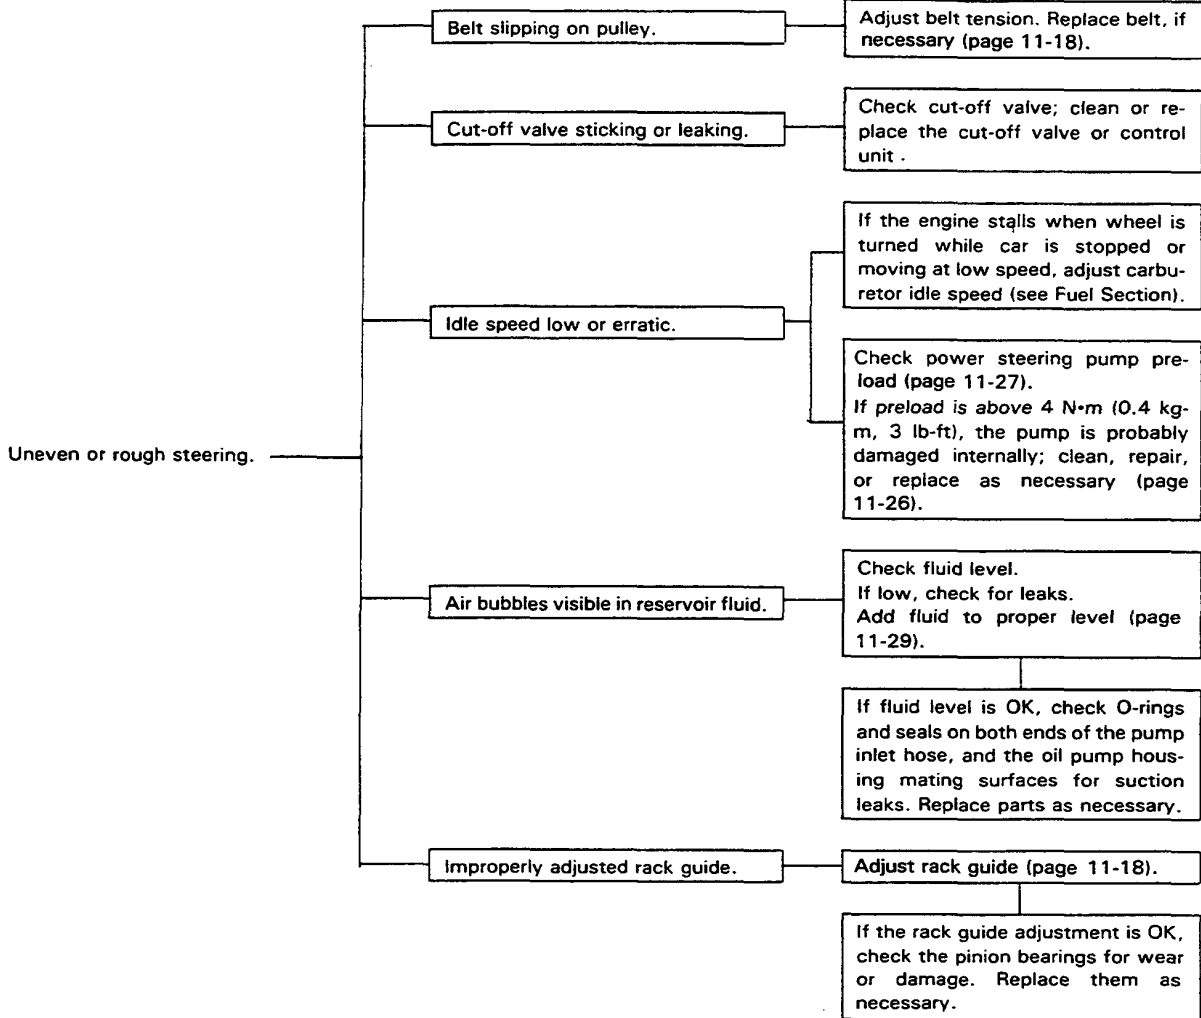 Uneven or rough steering.
Belt slipping on pulley.
Adjust belt tension. Replace belt, if
necessary (page 11-18).
Cut-off valve sticking or leaking.
Check cut-off valve; clean or re-
place the cut-off valve or control
unit .
Idle speed low or erratic.
If the engine stalls when wheel is
turned while car is stopped or
moving at low speed, adjust carbu-
retor idle speed (see Fuel Section).
Check power steering pump pre-
load (page 11-27).
If preload is above 4 N•m (0.4 kg-
m, 3 lb-ft), the pump is probably
damaged internally; clean, repair,
or replace as necessary (page
11-26).
Air bubbles visible in reservoir fluid.
Check fluid level.
If low, check for leaks.
Add fluid to proper level (page
11-29).
If fluid level is OK, check O-rings
and seals on both ends of the pump
inlet hose, and the oil pump hous-
ing mating surfaces for suction
leaks. Replace parts as necessary.
Improperly adjusted rack guide.
Adjust rack guide (page 11-18).
If the rack guide adjustment is OK,
check the pinion bearings for wear
or damage. Replace them as
necessary.